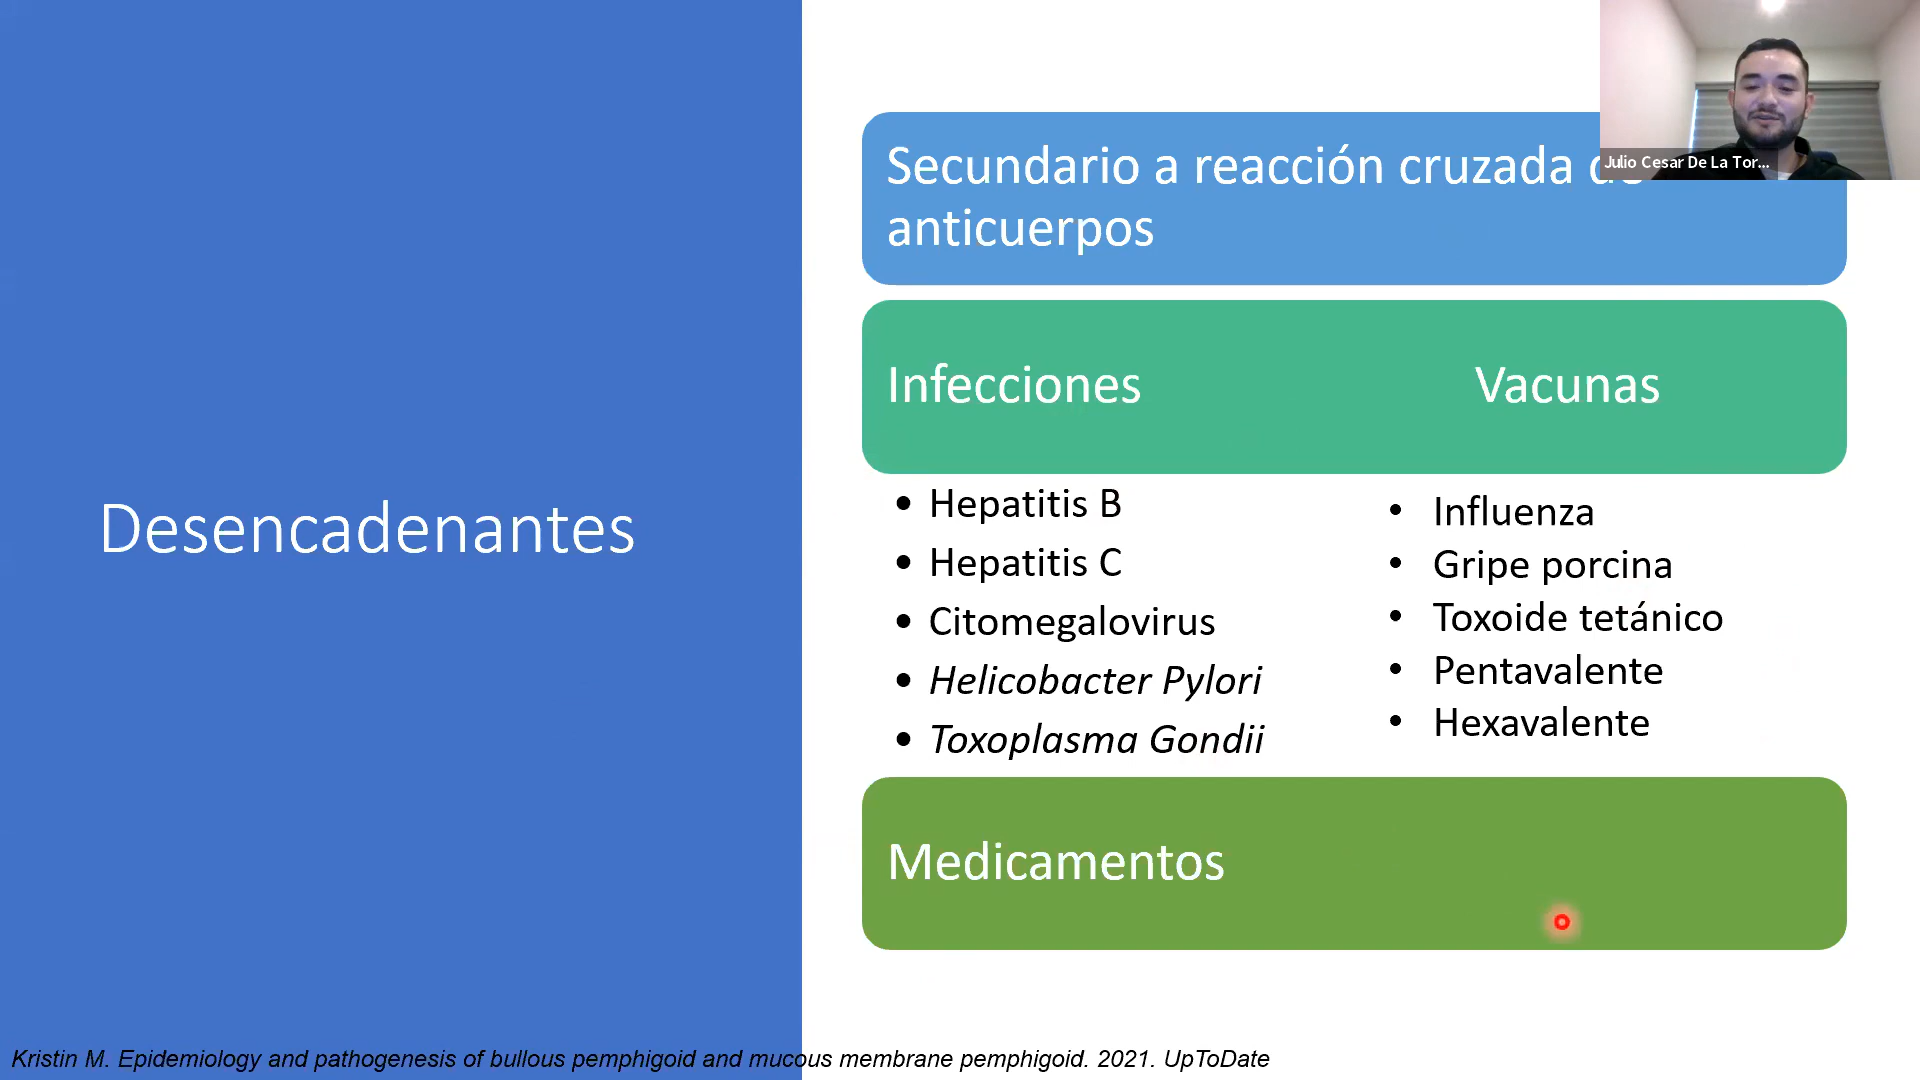 Desencadenantes
Secundario a reacción cruzada de
anticuerpos
Julio Cesar De La Tor...
Infecciones
Vacunas
• Hepatitis B
• Hepatitis C
• Citomegalovirus
• Helicobacter Pylori
• Toxoplasma Gondii
• Influenza
• Gripe porcina
• Toxoide tetánico
• Pentavalente
• Hexavalente
Medicamentos
Kristin M. Epidemiology and pathogenesis of bullous pemphigoid and mucous membrane pemphigoid. 2021. UpToDate